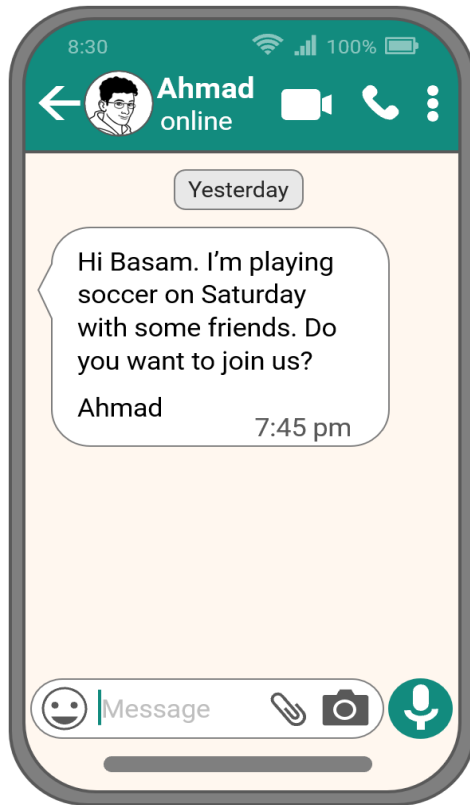 8:30 100%
Ahmad
online
Yesterday
Hi Basam. I'm playing
soccer on Saturday
with some friends. Do
you want to join us?
Ahmad
7:45 pm
Message